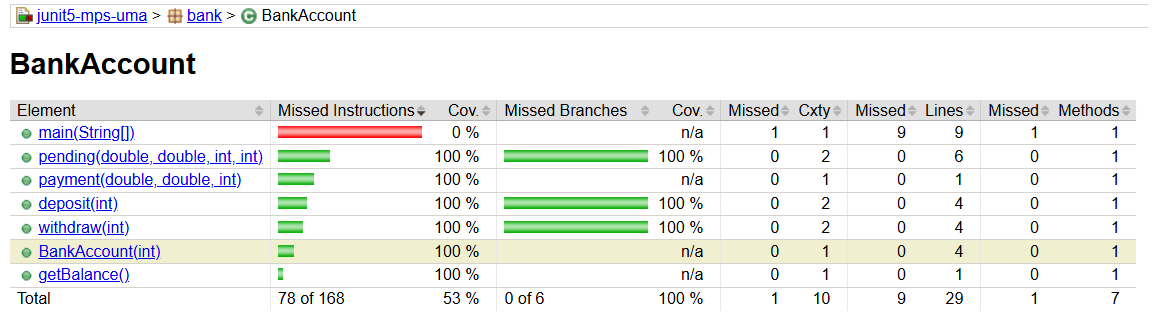 junit5-mps-uma > bank > BankAccount
BankAccount
Element Missed Instructions Cov. Missed Branches Cov. Missed Cxty Missed Lines Missed Methods
main(String[]) 0 % n/a 1 1 9 9 1 1
pending(double, double, int, int) 100 % 100 % 0 2 0 6 0 1
payment(double, double, int) 100 % n/a 0 1 0 1 0 1
deposit(int) 100 % 100 % 0 2 0 4 0 1
withdraw(int) 100 % 100 % 0 2 0 4 0 1
BankAccount(int) 100 % n/a 0 1 0 4 0 1
getBalance() 100 % n/a 0 1 0 1 0 1
Total 78 of 168 53 % 0 of 6 100 % 1 10 9 29 1 7